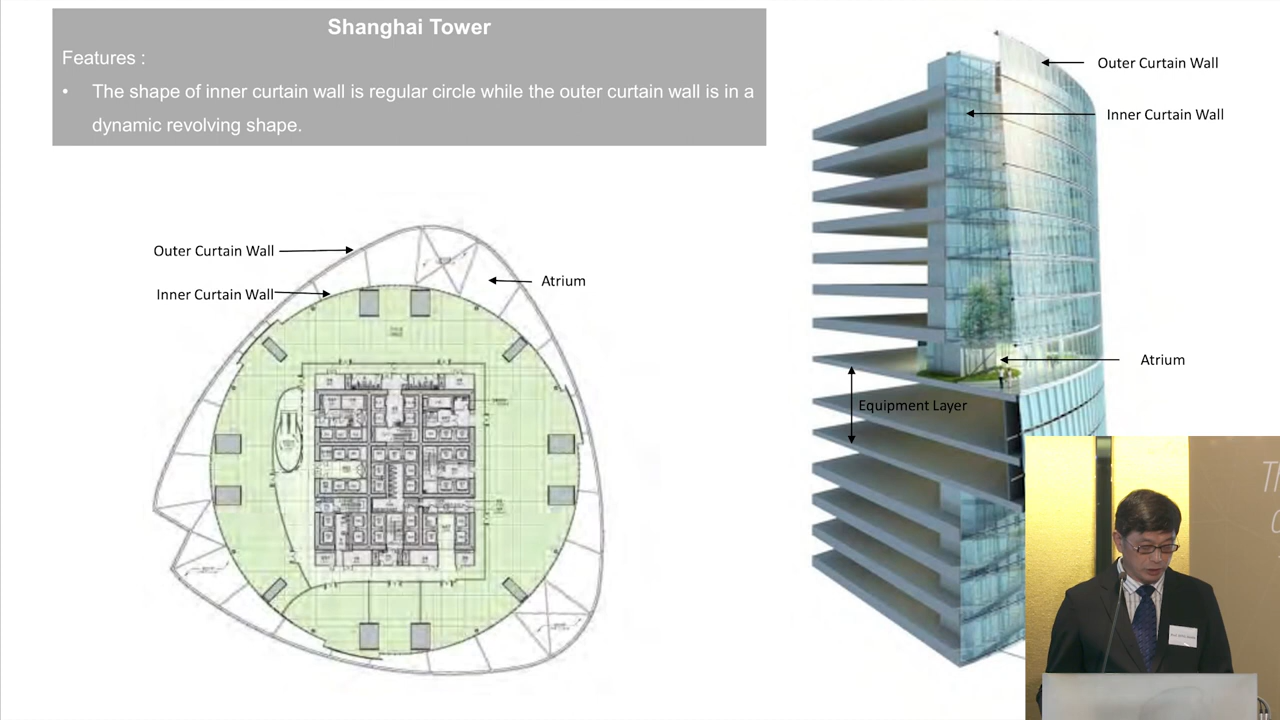 Shanghai Tower
Features :
• The shape of inner curtain wall is regular circle while the outer curtain wall is in a
dynamic revolving shape.
Outer Curtain Wall
Inner Curtain Wall
Atrium
Outer Curtain Wall
Inner Curtain Wall
Atrium
Equipment Layer